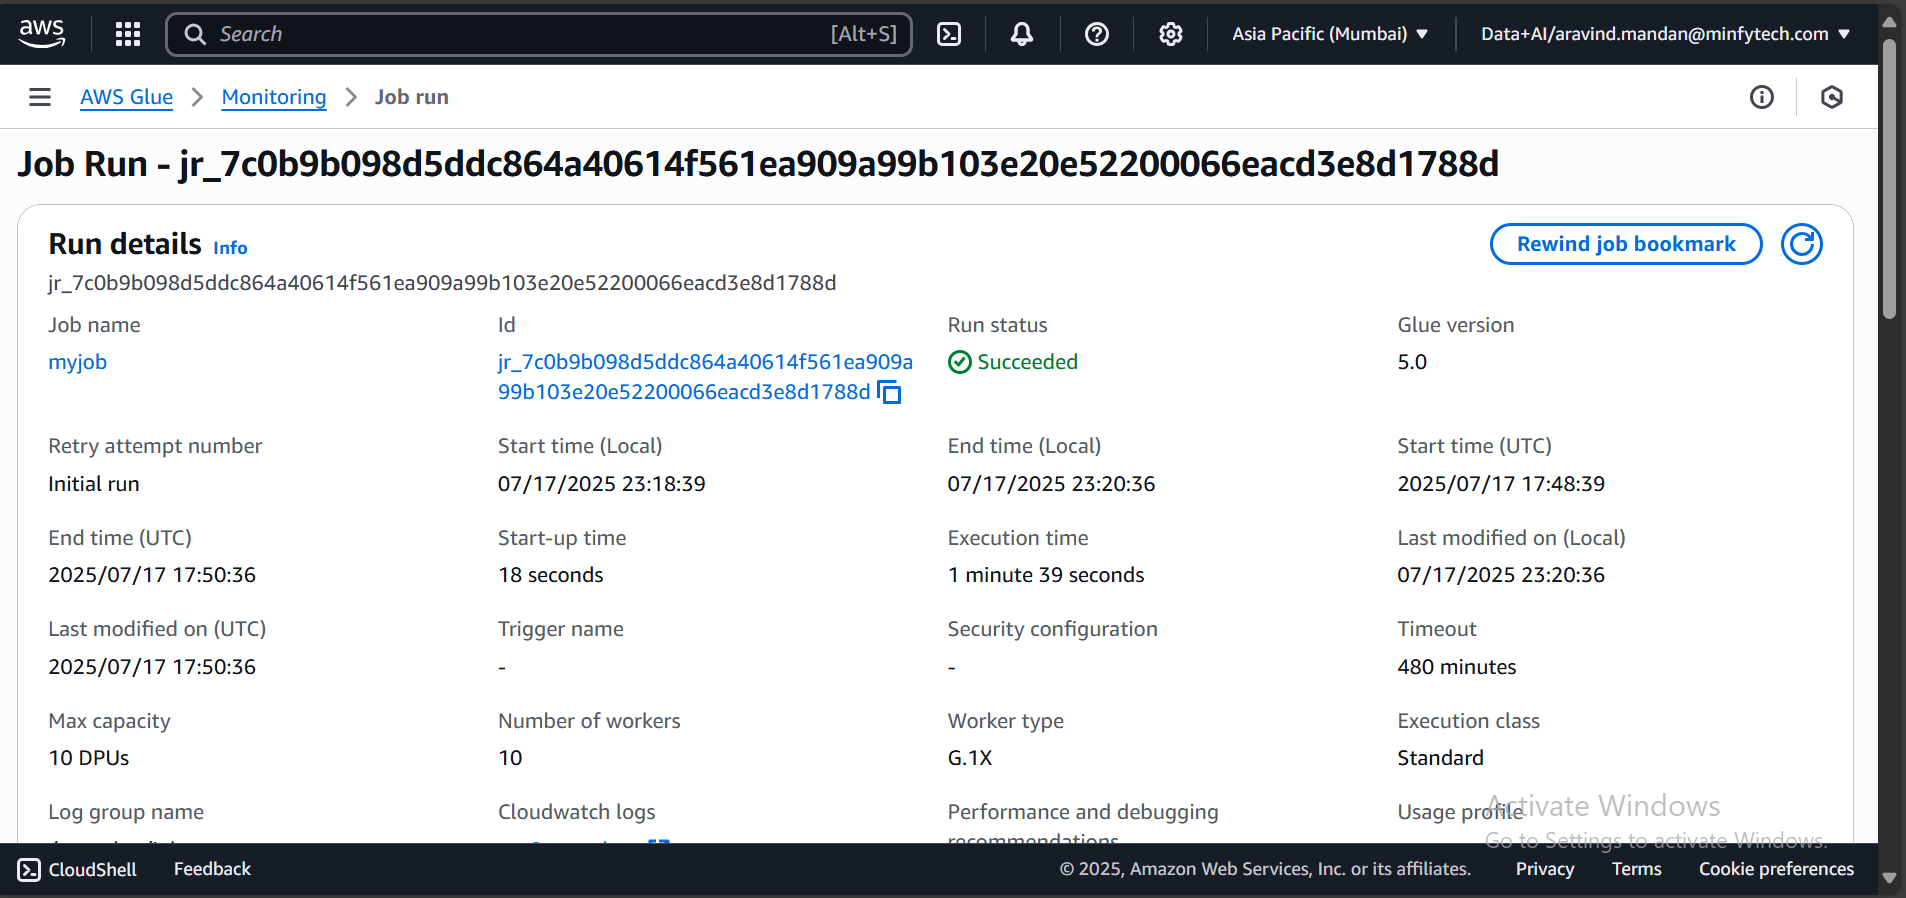 aws
Search [Alt+S] Asia Pacific (Mumbai) Data+AI/aravind.mandan@minfytech.com
AWS Glue Monitoring Job run
Job Run - jr_7c0b9b098d5ddc864a40614f561ea909a99b103e20e52200066eacd3e8d1788d
Run details Info
Rewind job bookmark
jr_7c0b9b098d5ddc864a40614f561ea909a99b103e20e52200066eacd3e8d1788d
Job name Id Run status Glue version
myjob jr_7c0b9b098d5ddc864a40614f561ea909a Succeeded 5.0
99b103e20e52200066eacd3e8d1788d
Retry attempt number Start time (Local) End time (Local) Start time (UTC)
Initial run 07/17/2025 23:18:39 07/17/2025 23:20:36 2025/07/17 17:48:39
End time (UTC) Start-up time Execution time Last modified on (Local)
2025/07/17 17:50:36 18 seconds 1 minute 39 seconds 07/17/2025 23:20:36
Last modified on (UTC) Trigger name Security configuration Timeout
2025/07/17 17:50:36 - - 480 minutes
Max capacity Number of workers Worker type Execution class
10 DPUs 10 G.1X Standard
Log group name Cloudwatch logs Performance and debugging Usage profile
recommendations
Activate Windows
Go to Settings to activate Windows.
CloudShell Feedback © 2025, Amazon Web Services, Inc. or its affiliates. Privacy Terms Cookie preferences